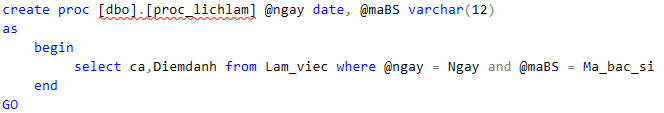 create proc [dbo].[proc_lichlam] @ngay date, @maBS varchar(12)
as
begin
select ca,Diemdanh from Lam_viec where @ngay = Ngay and @maBS = Ma_bac_si
end
GO